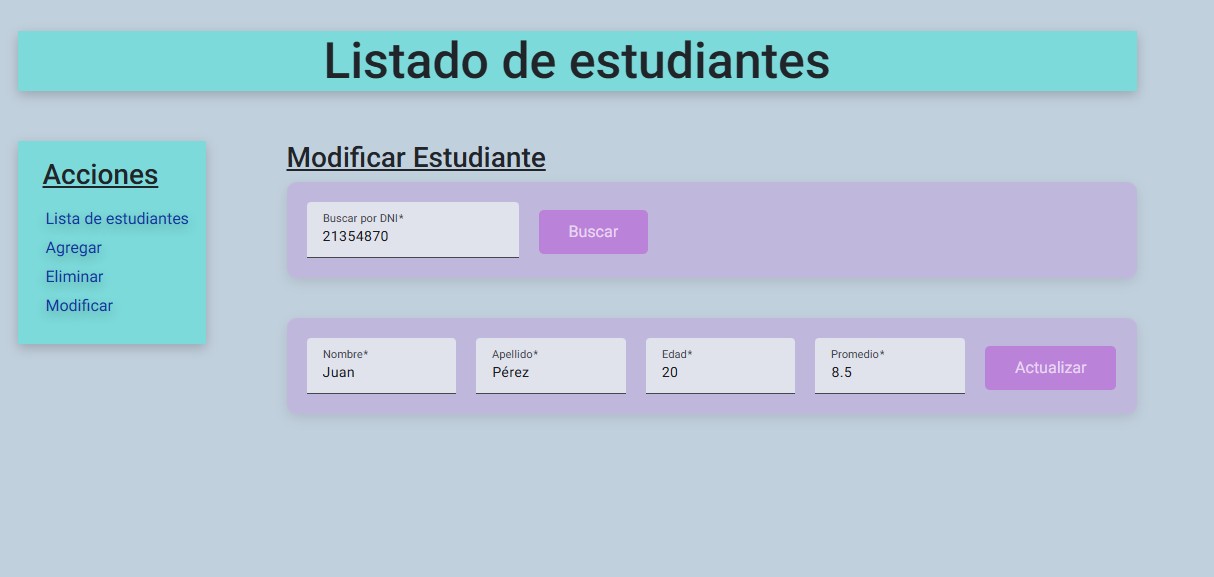 Listado de estudiantes
Acciones
Lista de estudiantes
Agregar
Eliminar
Modificar
Modificar Estudiante
Buscar por DNI*
21354870
Buscar
Nombre*
Juan
Apellido*
Pérez
Edad*
20
Promedio*
8.5
Actualizar